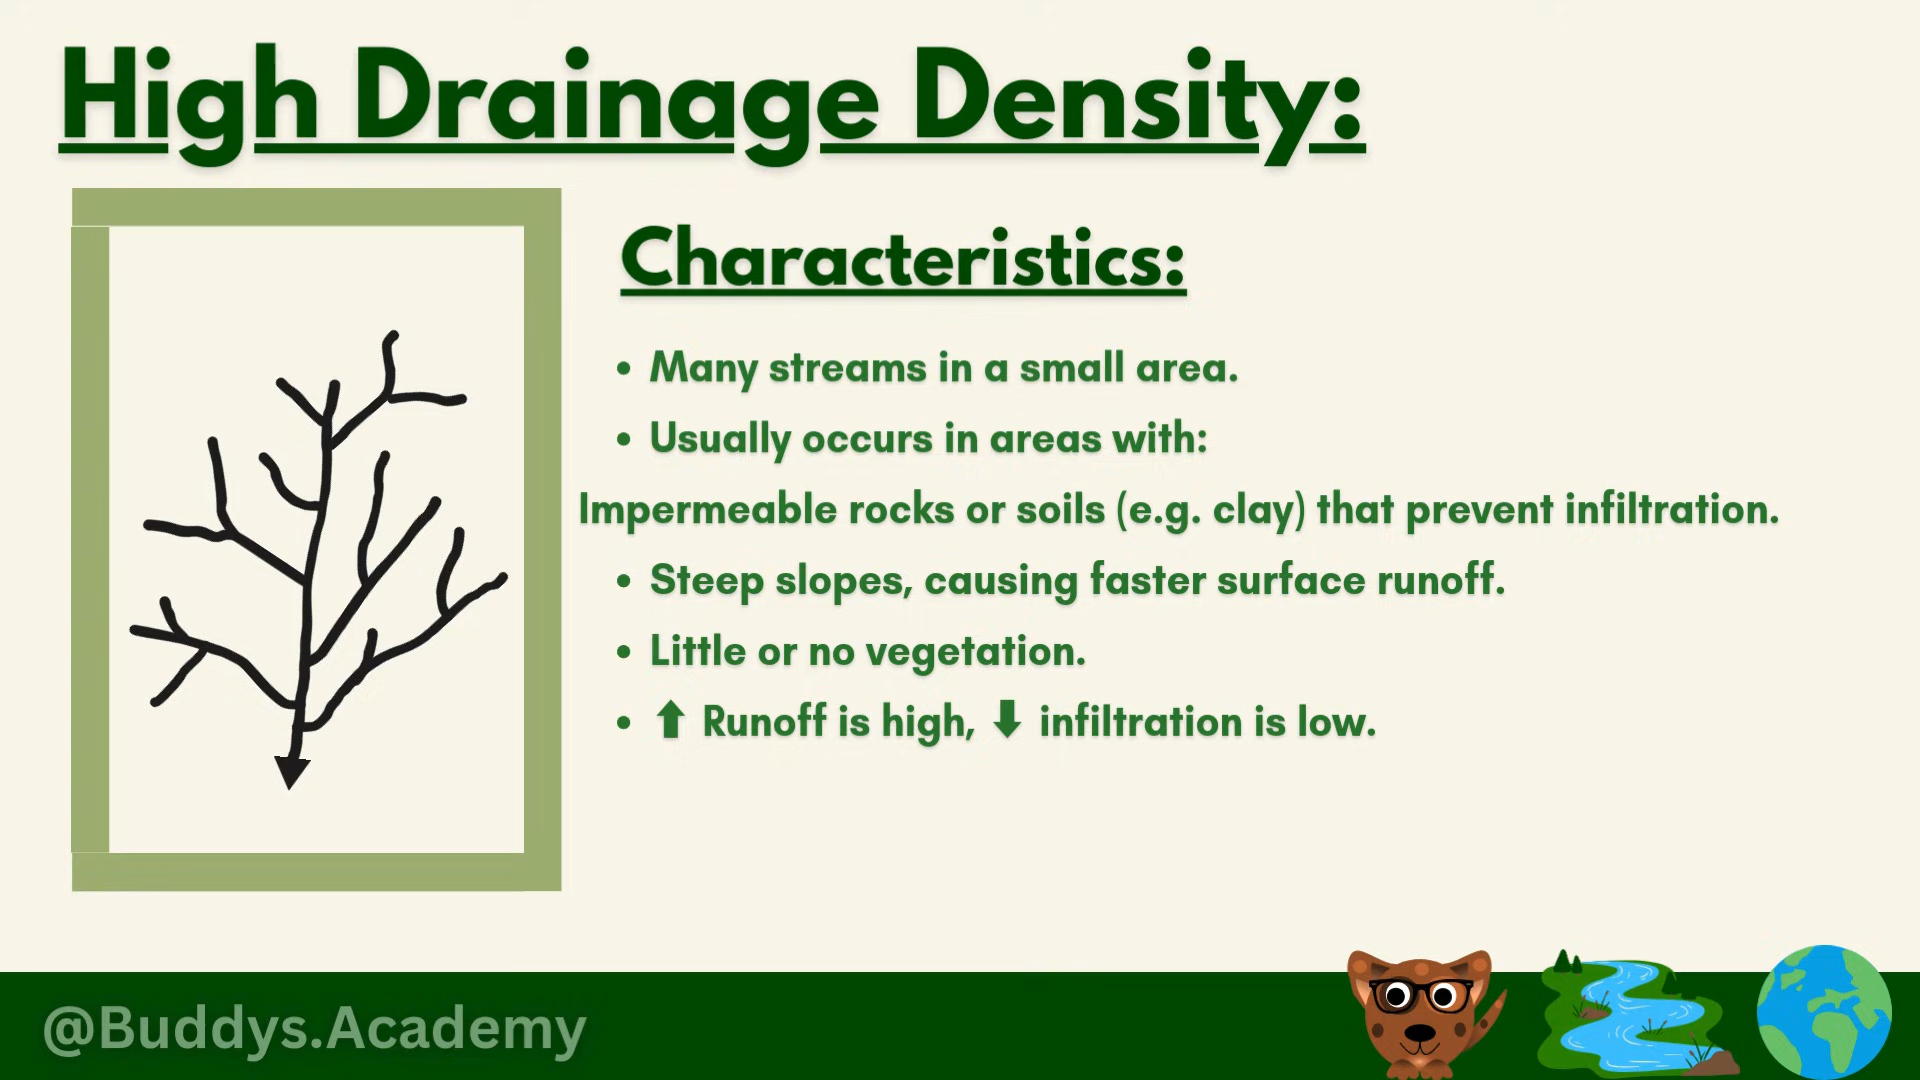 High Drainage Density:
Characteristics:
• Many streams in a small area.
• Usually occurs in areas with:
Impermeable rocks or soils (e.g. clay) that prevent infiltration.
• Steep slopes, causing faster surface runoff.
• Little or no vegetation.
• ⬆ Runoff is high, ⬇ infiltration is low.
@Buddys.Academy